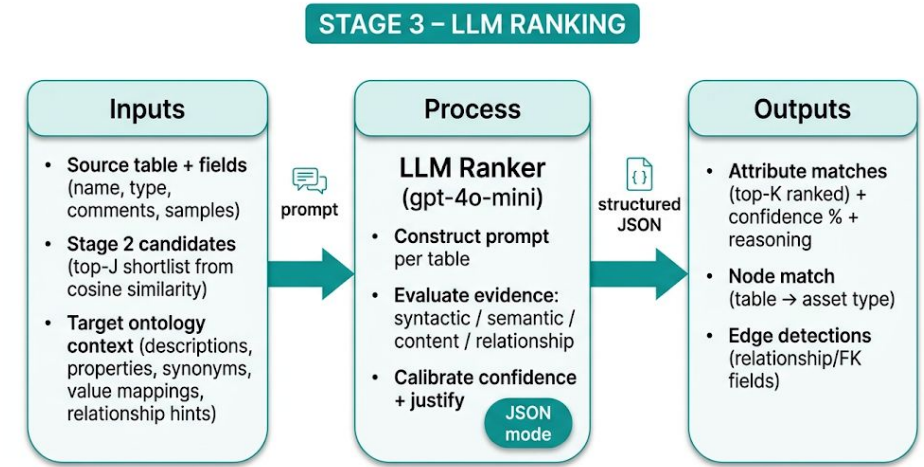 STAGE 3 – LLM RANKING
Inputs
• Source table + fields
(name, type,
comments, samples)
• Stage 2 candidates
(top-J shortlist from
cosine similarity)
• Target ontology
context (descriptions,
properties, synonyms,
value mappings,
relationship hints)
prompt
Process
LLM Ranker
(gpt-4o-mini)
• Construct prompt
per table
• Evaluate evidence:
syntactic / semantic /
content / relationship
• Calibrate confidence
+ justify
JSON
mode
{ }
structured
JSON
Outputs
• Attribute matches
(top-K ranked) +
confidence % +
reasoning
• Node match
(table → asset type)
• Edge detections
(relationship/FK
fields)